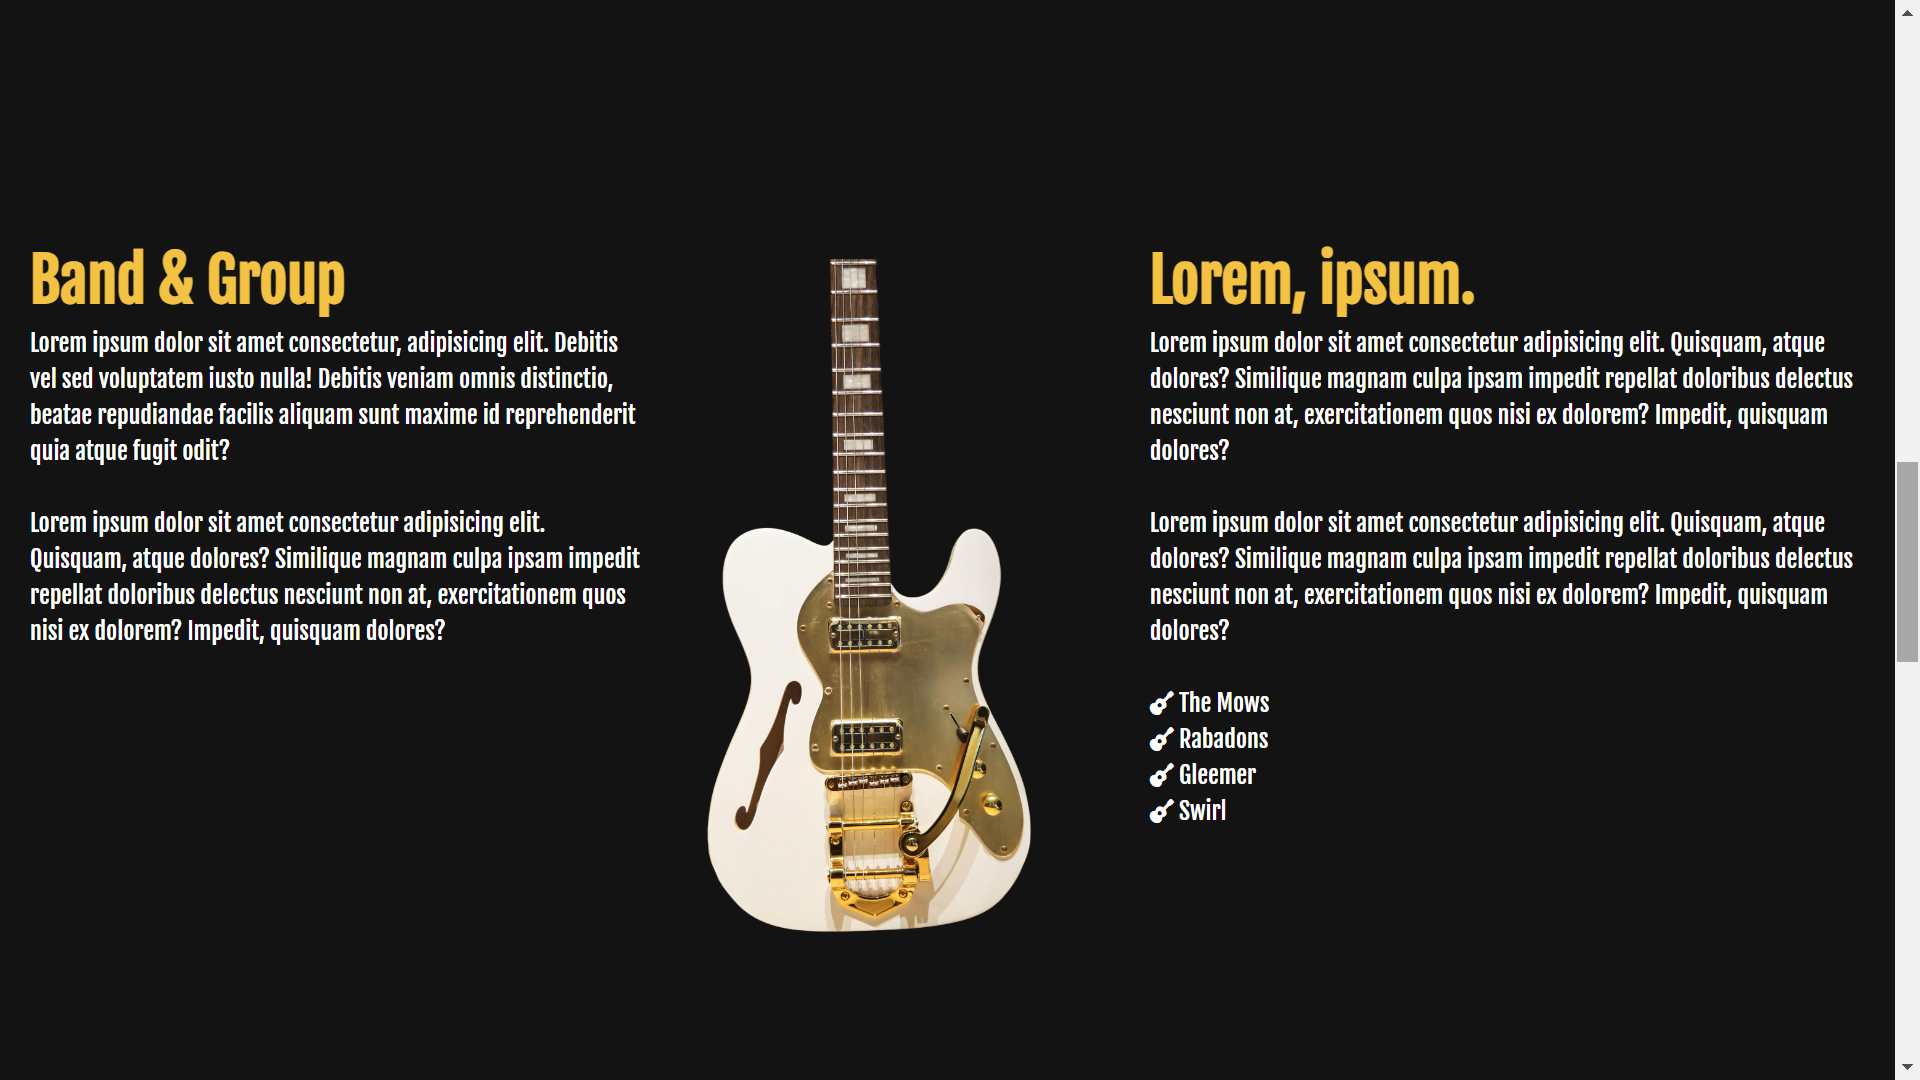 Band & Group
Lorem ipsum dolor sit amet consectetur, adipisicing elit. Debitis
vel sed voluptatem iusto nulla! Debitis veniam omnis distinctio,
beatae repudiandae facilis aliquam sunt maxime id reprehenderit
quia atque fugit odit?
Lorem ipsum dolor sit amet consectetur adipisicing elit.
Quisquam, atque dolores? Similique magnam culpa ipsam impedit
repellat doloribus delectus nesciunt non at, exercitationem quos
nisi ex dolorem? Impedit, quisquam dolores?
Lorem, ipsum.
Lorem ipsum dolor sit amet consectetur adipisicing elit. Quisquam, atque
dolores? Similique magnam culpa ipsam impedit repellat doloribus delectus
nesciunt non at, exercitationem quos nisi ex dolorem? Impedit, quisquam
dolores?
Lorem ipsum dolor sit amet consectetur adipisicing elit. Quisquam, atque
dolores? Similique magnam culpa ipsam impedit repellat doloribus delectus
nesciunt non at, exercitationem quos nisi ex dolorem? Impedit, quisquam
dolores?
The Mows
Rabadons
Gleemer
Swirl